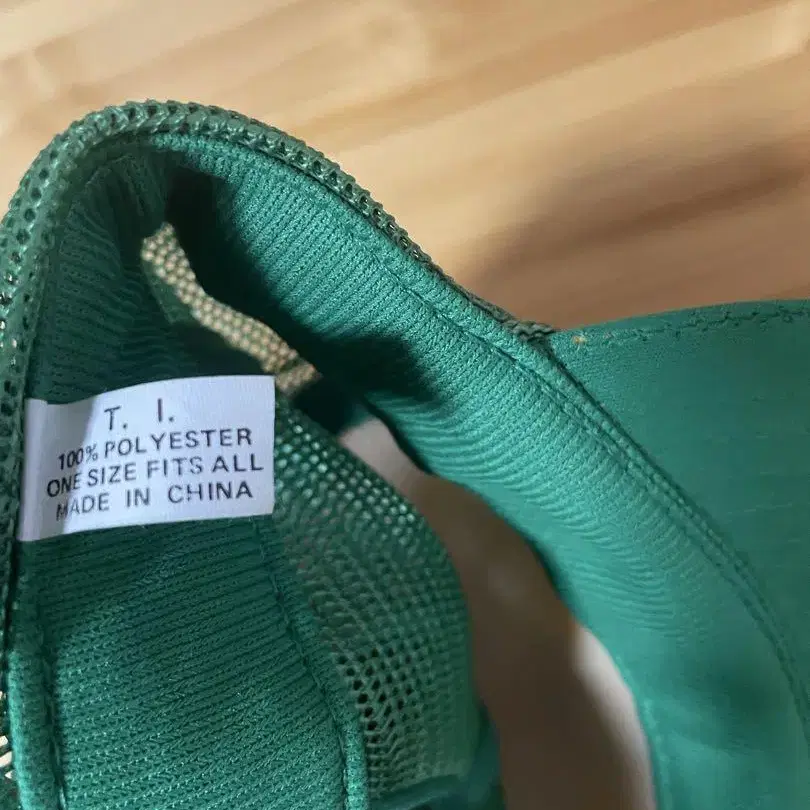 T. I.
100% POLYESTER
ONE SIZE FITS ALL
MADE IN CHINA